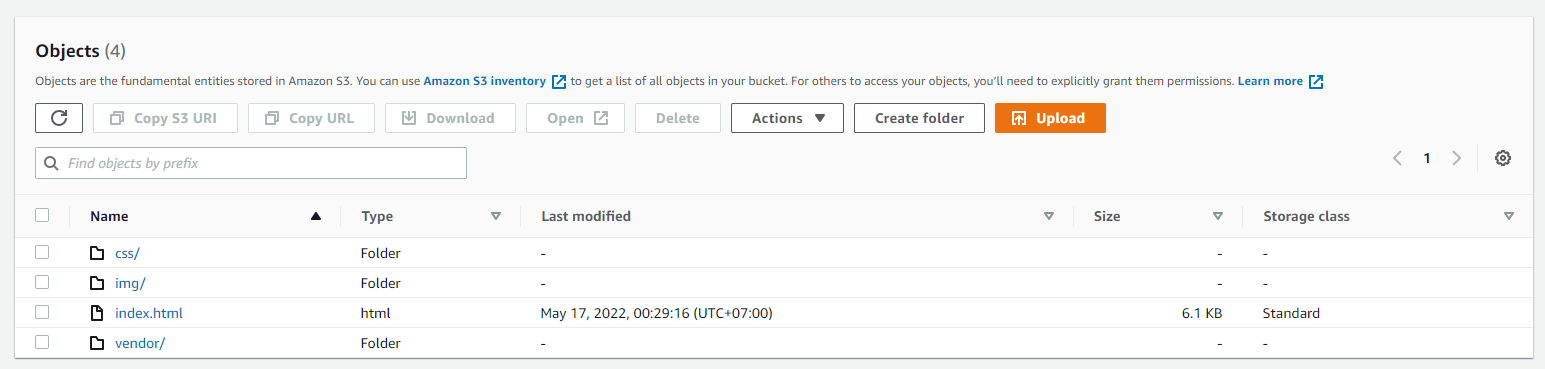 Objects (4)
Objects are the fundamental entities stored in Amazon S3. You can use Amazon S3 inventory to get a list of all objects in your bucket. For others to access your objects, you'll need to explicitly grant them permissions. Learn more
Copy S3 URI Copy URL Download Open Delete Actions Create folder Upload
Find objects by prefix 1
Name Type Last modified Size Storage class
css/ Folder - - -
img/ Folder - - -
index.html html May 17, 2022, 00:29:16 (UTC+07:00) 6.1 KB Standard
vendor/ Folder - - -